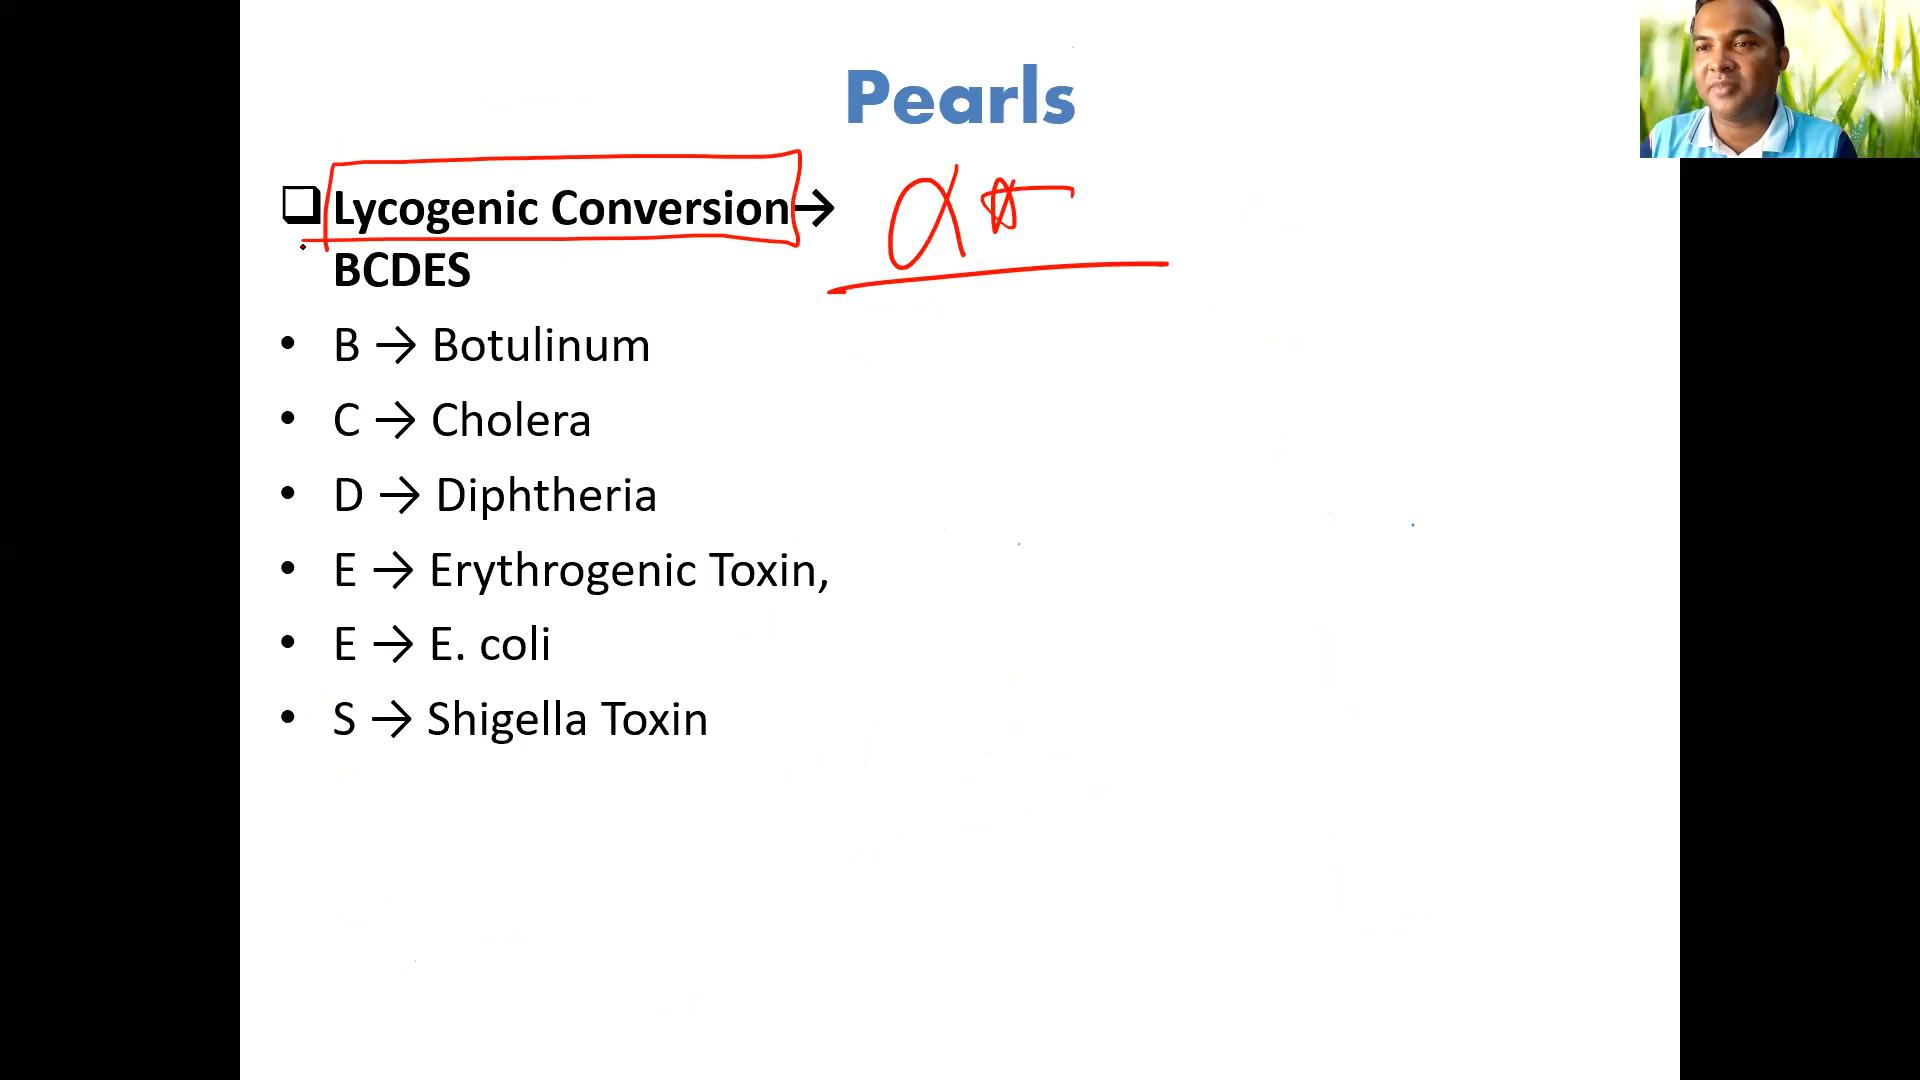 Pearls
Lycogenic Conversion→
BCDES
• B → Botulinum
• C → Cholera
• D → Diphtheria
• E → Erythrogenic Toxin,
• E → E. coli
• S → Shigella Toxin